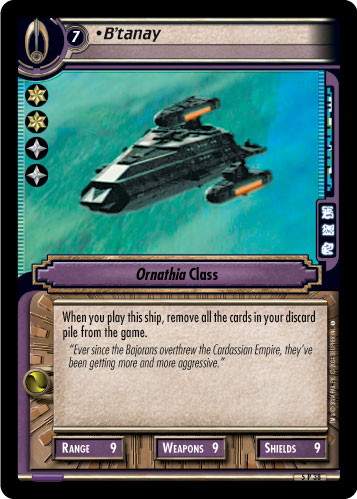 7 •B'tanay
Ornathia Class
When you play this ship, remove all the cards in your discard
pile from the game.
"Ever since the Bajorans overthrew the Cardassian Empire, they've
been getting more and more aggressive."
RANGE 9 WEAPONS 9 SHIELDS 9